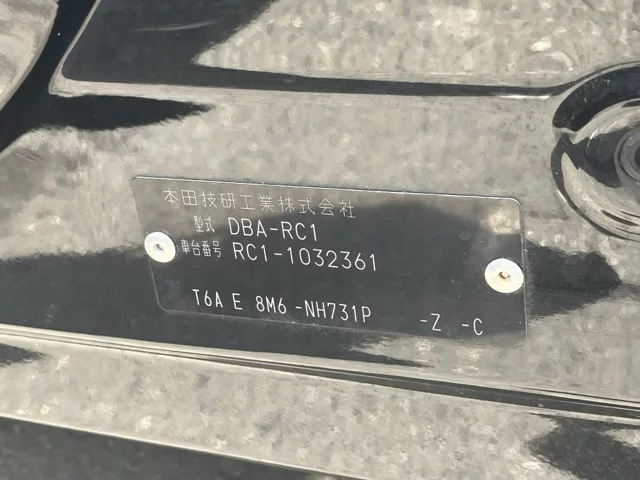 本田技研工業株式会社
型式 DBA-RC1
車台番号 RC1-1032361
T6A E 8M6 -NH731P -Z -C